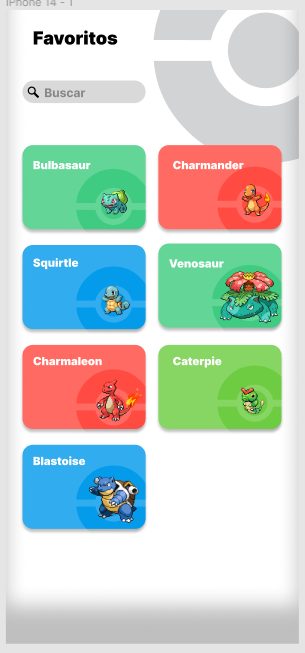 iPhone 14 - 1
Favoritos
Buscar
Bulbasaur
Charmander
Squirtle
Venosaur
Charmaleon
Caterpie
Blastoise